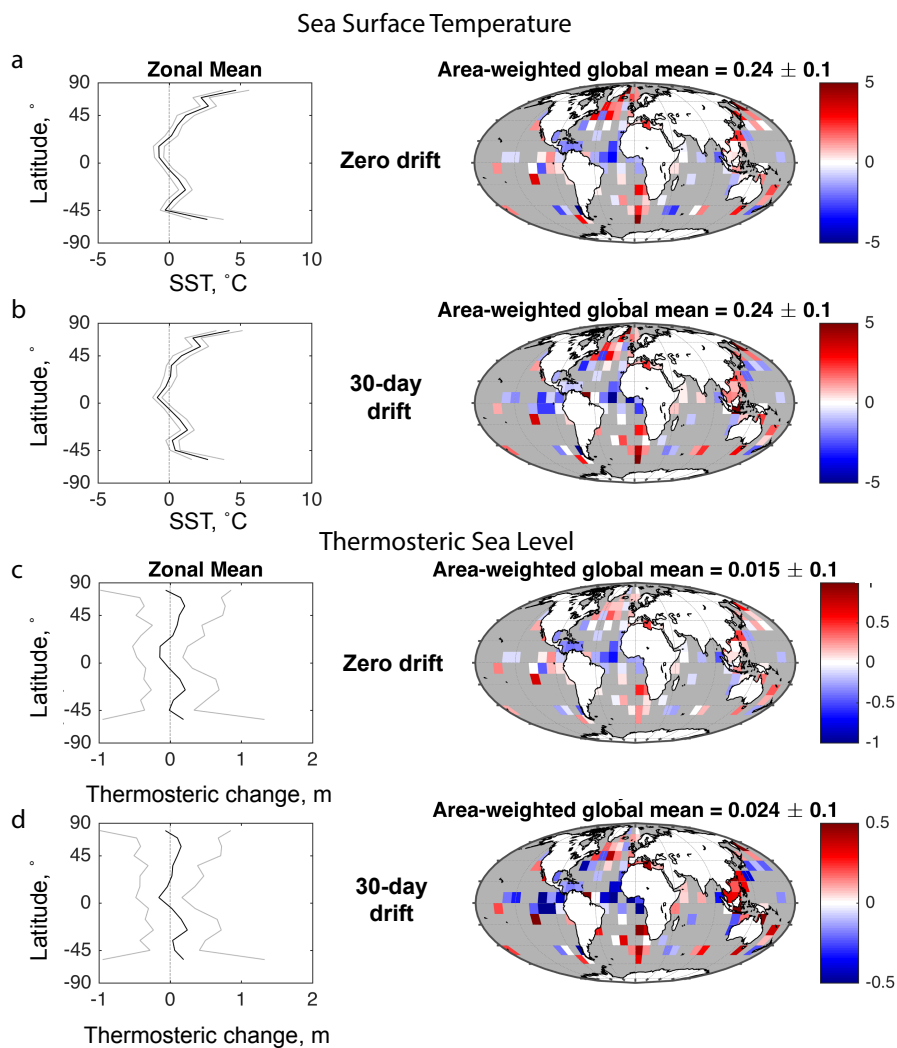 Sea Surface Temperature
a
Zonal Mean
Area-weighted global mean = 0.24 ± 0.1
90
45
0
-45
-90
Latitude, °
-5
0
5
10
SST, ˚C
Zero drift
5
0
-5
b
Area-weighted global mean = 0.24 ± 0.1
90
45
0
-45
-90
Latitude, °
-5
0
5
10
SST, ˚C
30-day
drift
5
0
-5
Thermosteric Sea Level
c
Zonal Mean
Area-weighted global mean = 0.015 ± 0.1
90
45
0
-45
-90
Latitude, °
-1
0
1
2
Thermosteric change, m
Zero drift
1
0.5
0
-0.5
-1
d
Area-weighted global mean = 0.024 ± 0.1
90
45
0
-45
-90
Latitude, °
-1
0
1
2
Thermosteric change, m
30-day
drift
0.5
0
-0.5